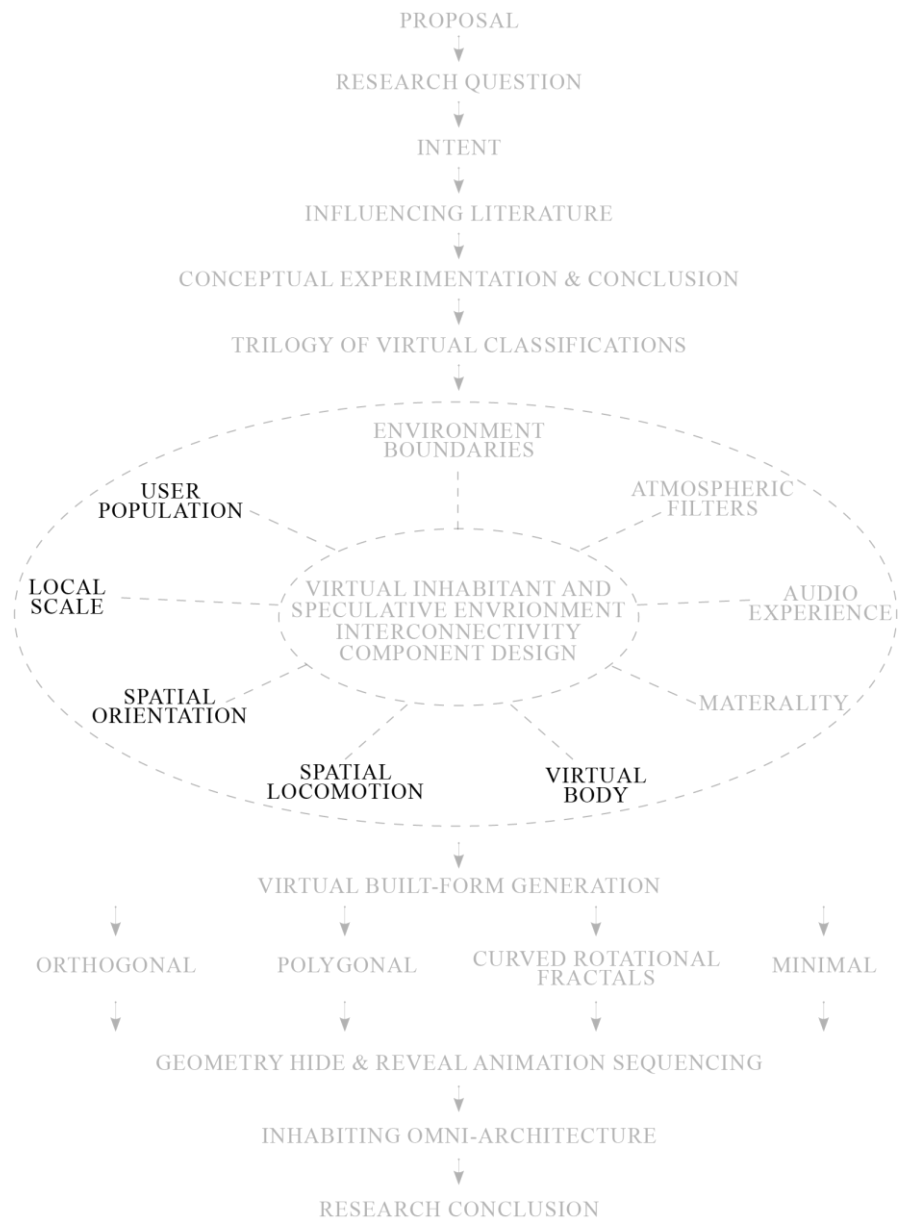 PROPOSAL
RESEARCH QUESTION
INTENT
INFLUENCING LITERATURE
CONCEPTUAL EXPERIMENTATION & CONCLUSION
TRILOGY OF VIRTUAL CLASSIFICATIONS
ENVIRONMENT
BOUNDARIES
USER
POPULATION
ATMOSPHERIC
FILTERS
LOCAL
SCALE
VIRTUAL INHABITANT AND
SPECULATIVE ENVRIONMENT
INTERCONNECTIVITY
COMPONENT DESIGN
AUDIO
EXPERIENCE
SPATIAL
ORIENTATION
MATERALITY
SPATIAL
LOCOMOTION
VIRTUAL
BODY
VIRTUAL BUILT-FORM GENERATION
ORTHOGONAL
POLYGONAL
CURVED ROTATIONAL
FRACTALS
MINIMAL
GEOMETRY HIDE & REVEAL ANIMATION SEQUENCING
INHABITING OMNI-ARCHITECTURE
RESEARCH CONCLUSION